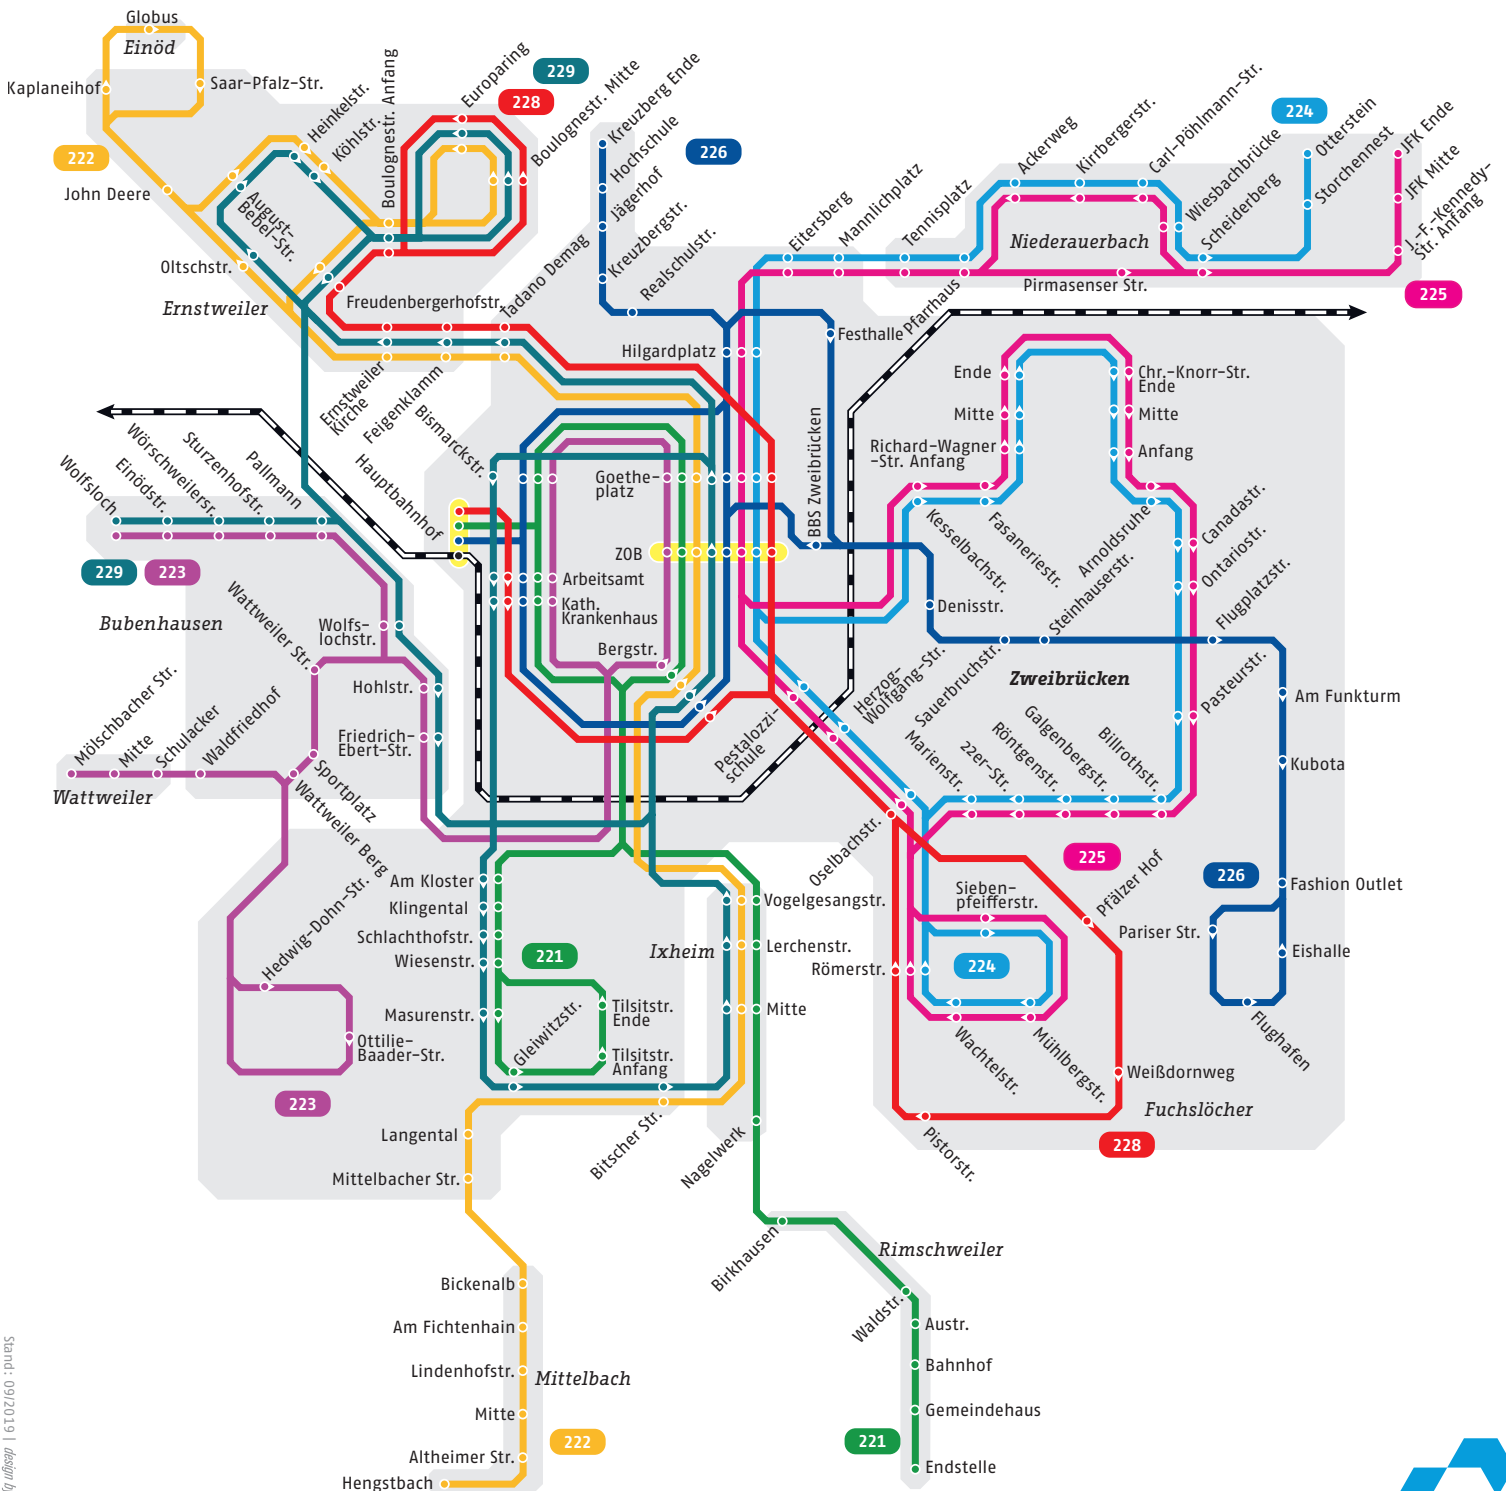 Globus
Einöd
Kaplaneihof
Saar-Pfalz-Str.
222
John Deere
Heinkelstr.
Köhlstr.
August-
Bebel-Str.
Oltschstr.
Ernstweiler
Boulognestr. Anfang
Europaring
229
228
Boulognestr. Mitte
Freudenbergerhofstr.
Tadano Demag
Ernstweiler
Kirche
Feigenklamm
Kreuzberg Ende
Hochschule
Jägerhof
Kreuzbergstr.
Realschulstr.
226
Hilgardplatz
Festhalle
Eitersberg
Mannlichplatz
Tennisplatz
Pfarrhaus
Ackerweg
Kirrbergerstr.
Carl-Pöhlmann-Str.
Niederauerbach
Pirmasenser Str.
Wiesbachbrücke
Scheiderberg
224
Otterstein
Storchennest
JFK Ende
JFK Mitte
J.-F.-Kennedy-
Str. Anfang
225
Ende
Mitte
Richard-Wagner
-Str. Anfang
Chr.-Knorr-Str.
Ende
Mitte
Anfang
Kesselbachstr.
Fasaneriestr.
Arnoldsruhe
Canadastr.
Ontariostr.
Steinhauserstr.
Flugplatzstr.
Denisstr.
BBS Zweibrücken
Bismarckstr.
Hauptbahnhof
Goethe-
platz
ZOB
Arbeitsamt
Kath.
Krankenhaus
Bergstr.
Wolfsloch
Einödstr.
Wörschweilersr.
Sturzenhofstr.
Pallmann
229
223
Bubenhausen
Wattweiler Str.
Wolfs-
lochstr.
Hohlstr.
Friedrich-
Ebert-Str.
Mölschbacher Str.
Mitte
Schulacker
Waldfriedhof
Wattweiler
Sportplatz
Wattweiler Berg
Hedwig-Dohn-Str.
Ottilie-
Baader-Str.
223
Pestalozzi-
schule
Herzog-
Wolfgang-Str.
Sauerbruchstr.
Zweibrücken
Pasteurstr.
Marienstr.
22er-Str.
Röntgenstr.
Galgenbergstr.
Billrothstr.
Am Funkturm
Kubota
Fashion Outlet
Eishalle
226
Pariser Str.
Flughafen
Oselbachstr.
225
Pfälzer Hof
Sieben-
pfeifferstr.
224
Römerstr.
Wachtelstr.
Mühlbergstr.
Weißdornweg
Fuchslöcher
228
Pistorstr.
Am Kloster
Klingental
Schlachthofstr.
Wiesenstr.
Masurenstr.
221
Gleiwitzstr.
Tilsitstr.
Ende
Tilsitstr.
Anfang
Ixheim
Vogelgesangstr.
Lerchenstr.
Mitte
Bitscher Str.
Nagelwerk
Langental
Mittelbacher Str.
Birkhausen
Rimschweiler
Waldstr.
Austr.
Bahnhof
Gemeindehaus
Endstelle
221
Bickenalb
Am Fichtenhain
Lindenhofstr.
Mittelbach
Mitte
222
Altheimer Str.
Hengstbach
Stand: 09/2019 | design